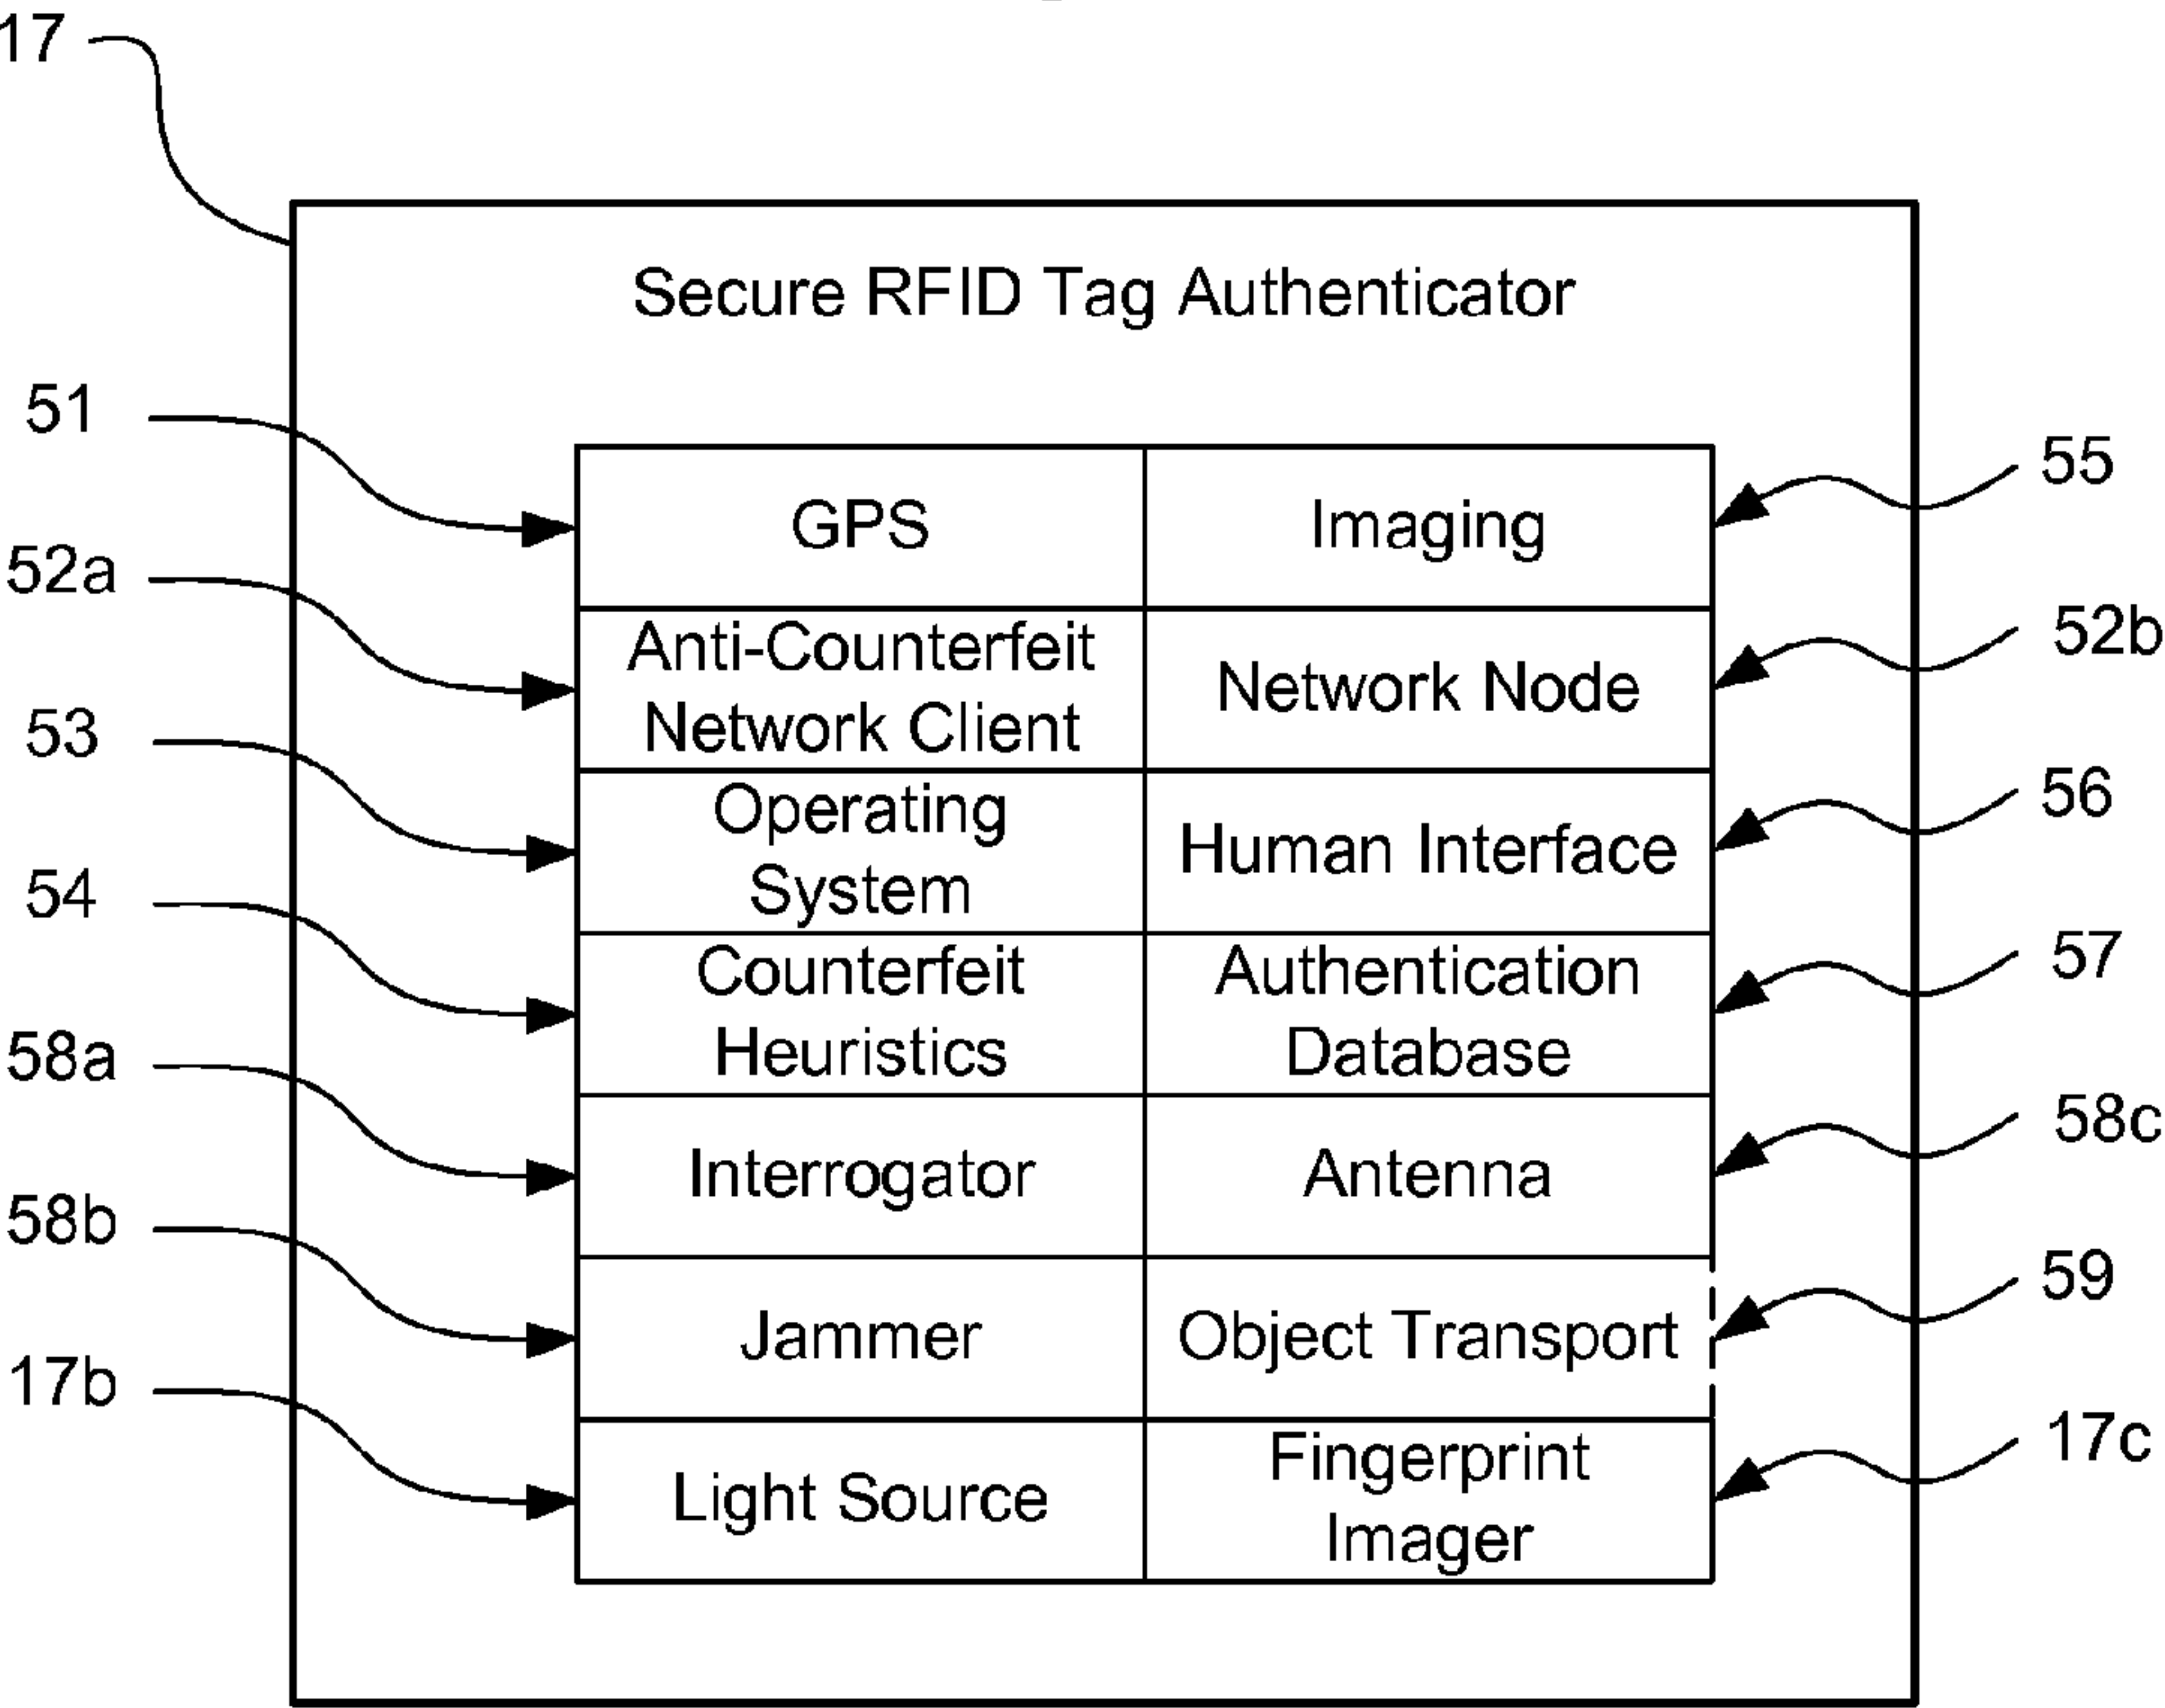 17
Secure RFID Tag Authenticator
51
GPS
Imaging
55
52a
Anti-Counterfeit
Network Client
Network Node
52b
53
Operating
System
Human Interface
56
54
Counterfeit
Heuristics
Authentication
Database
57
58a
Interrogator
Antenna
58c
58b
Jammer
Object Transport
59
17b
Light Source
Fingerprint
Imager
17c